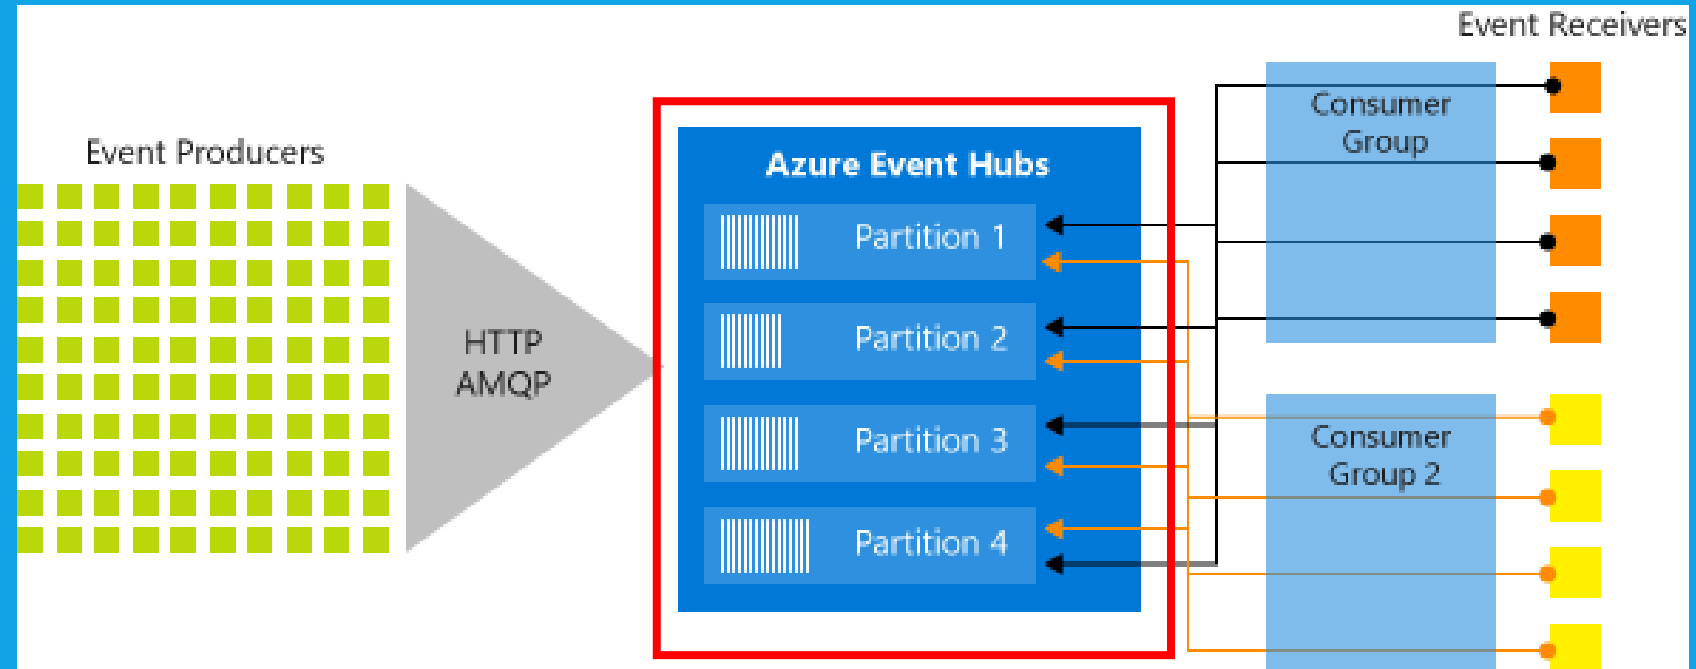 Event Receivers
Consumer
Group
Event Producers
Azure Event Hubs
Partition 1
Partition 2
Partition 3
Partition 4
HTTP
AMQP
Consumer
Group 2